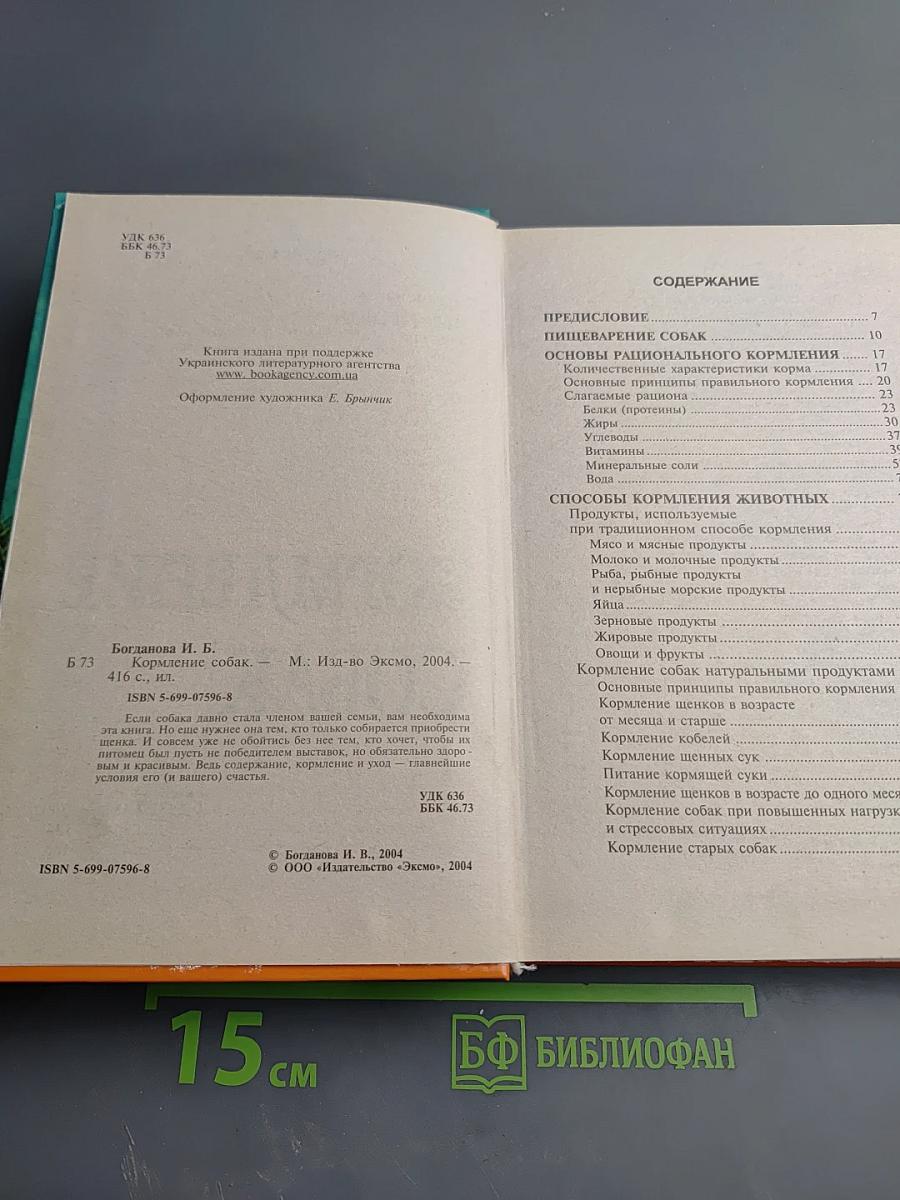 УДК 636
ББК 46.73
Б 73
Книга издана при поддержке
Украинского литературного агентства
www. bookagency.com.ua
Оформление художника Е. Брынчик
Богданова И. Б.
Б 73 Кормление собак. — М.: Изд-во Эксмо, 2004. —
416 с., ил.
ISBN 5-699-07596-8
Если собака давно стала членом вашей семьи, вам необходима
эта книга. Но еще нужнее она тем, кто только собирается приобрести
щенка. И совсем уже не обойтись без нее тем, кто хочет, чтобы их
питомец был пусть не победителем выставок, но обязательно здоро-
вым и красивым. Ведь содержание, кормление и уход — главнейшие
условия его (и вашего) счастья.
УДК 636
ББК 46.73
© Богданова И. В., 2004
ISBN 5-699-07596-8 © ООО «Издательство «Эксмо», 2004
СОДЕРЖАНИЕ
ПРЕДИСЛОВИЕ ... 7
ПИЩЕВАРЕНИЕ СОБАК ... 10
ОСНОВЫ РАЦИОНАЛЬНОГО КОРМЛЕНИЯ ... 17
Количественные характеристики корма ... 17
Основные принципы правильного кормления ... 20
Слагаемые рациона ... 23
Белки (протеины) ... 23
Жиры ... 30
Углеводы ... 37
Витамины ... 39
Минеральные соли ... 5
Вода ... 7
СПОСОБЫ КОРМЛЕНИЯ ЖИВОТНЫХ ...
Продукты, используемые
при традиционном способе кормления ...
Мясо и мясные продукты ...
Молоко и молочные продукты ...
Рыба, рыбные продукты
и нерыбные морские продукты ...
Яйца ...
Зерновые продукты ...
Жировые продукты ...
Овощи и фрукты ...
Кормление собак натуральными продуктами
Основные принципы правильного кормления
Кормление щенков в возрасте
от месяца и старше ...
Кормление кобелей ...
Кормление щенных сук ...
Питание кормящей суки ...
Кормление щенков в возрасте до одного меся
Кормление собак при повышенных нагрузк
и стрессовых ситуациях ...
Кормление старых собак ...
15 см
БФ БИБЛИОФАН